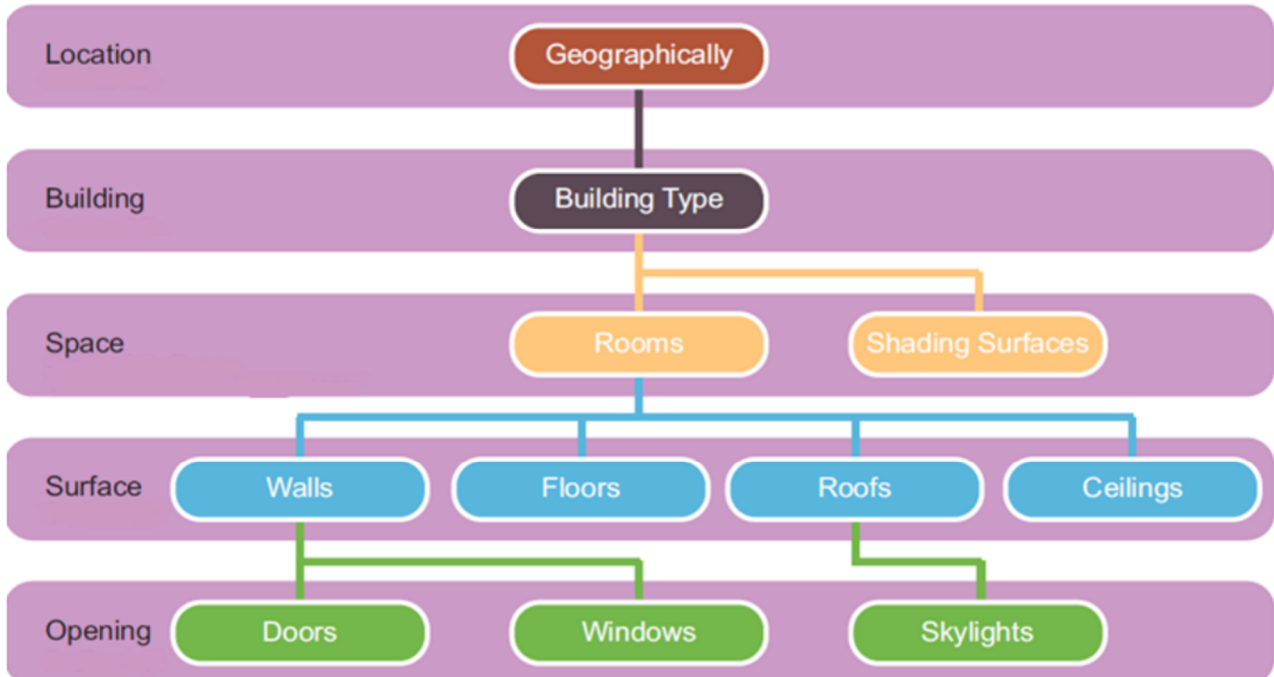 Location
Geographically
Building
Building Type
Space
Rooms
Shading Surfaces
Surface
Walls
Floors
Roofs
Ceilings
Opening
Doors
Windows
Skylights